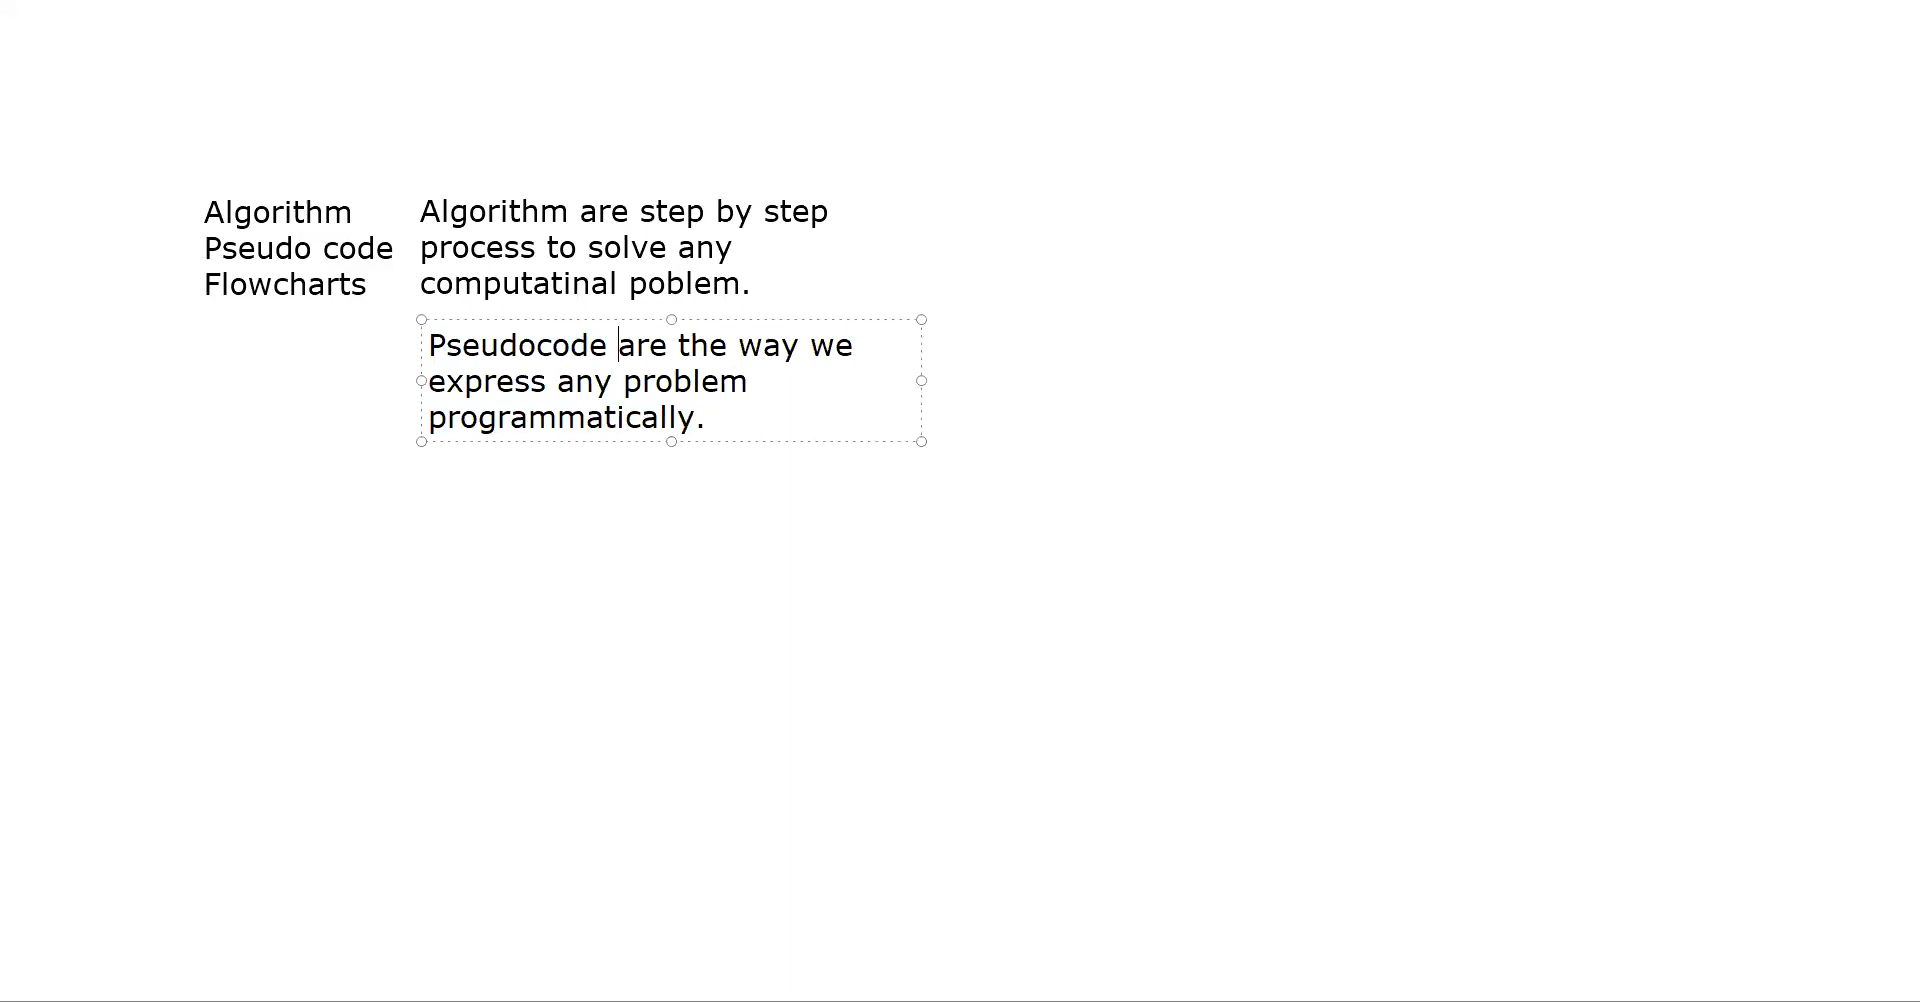 Algorithm
Pseudo code
Flowcharts
Algorithm are step by step
process to solve any
computatinal poblem.
Pseudocode are the way we
express any problem
programmatically.